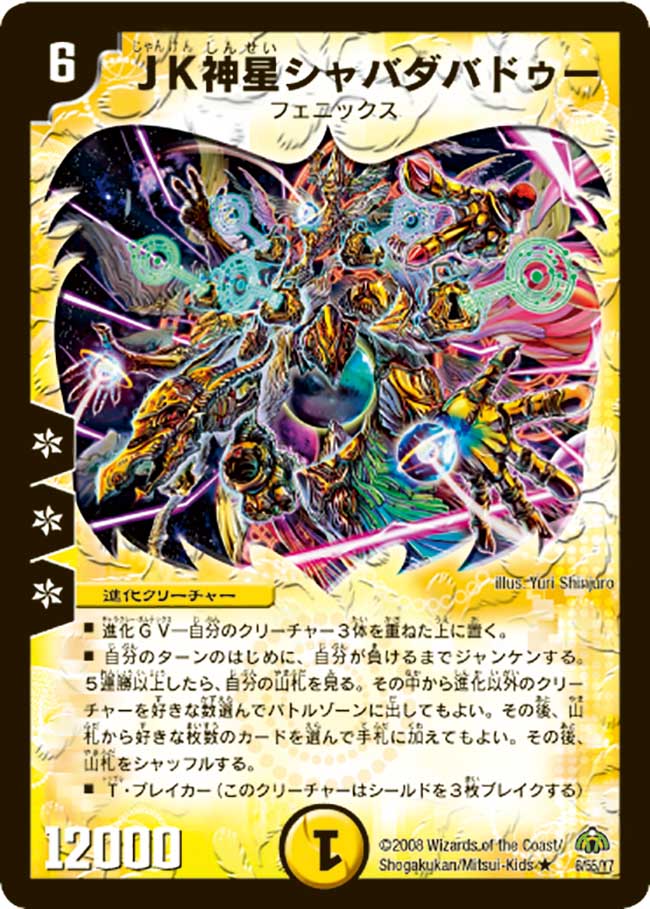 6
じゃんけん しんせい
JK神星シャバダバドゥー
フェニックス
illus. Yuri Shinjuro
進化クリーチャー
■ 進化GV―自分のクリーチャー3体を重ねた上に置く。
■ 自分のターンのはじめに、自分が負けるまでジャンケンする。
5連勝以上したら、自分の山札を見る。その中から進化以外のクリー
チャーを好きな数選んでバトルゾーンに出してもよい。その後、山
札から好きな枚数のカードを選んで手札に加えてもよい。その後、
山札をシャッフルする。
■ T・ブレイカー(このクリーチャーはシールドを3枚ブレイクする)
12000
1
©2008 Wizards of the Coast/
Shogakukan/Mitsui-Kids ★
6/55/Y7